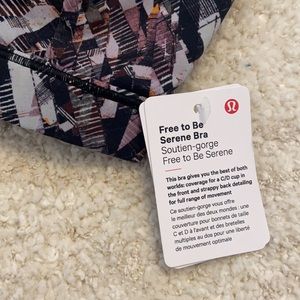 Free to Be
Serene Bra
Soutien-gorge
Free to Be Serene
This bra gives you the best of both
worlds: coverage for a C/D cup in
the front and strappy back detailing
for full range of movement
Ce soutien-gorge vous offre
le meilleur des deux mondes : une
couverture pour bonnets de taille
C et D à l'avant et des bretelles
multiples au dos pour une liberté
de mouvement optimale